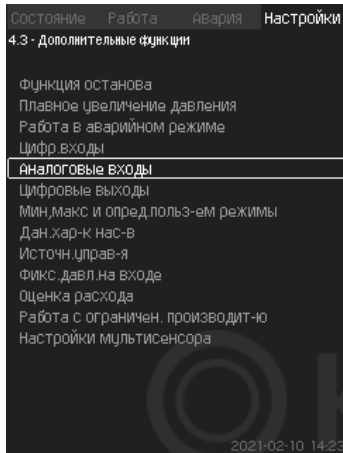 Состояние Работа Авария Настройки
4.3 - Дополнительные функции
Функция останова
Плавное увеличение давления
Работа в аварийном режиме
Цифр.входы
Аналоговые входы
Цифровые выходы
Мин,макс и опред.польз-ем режимы
Дан.хар-к нас-в
Источн.управ-я
Фикс.давл.на входе
Оценка расхода
Работа с ограничен. производит-ю
Настройки мультисенсора
2021-02-10 14:23